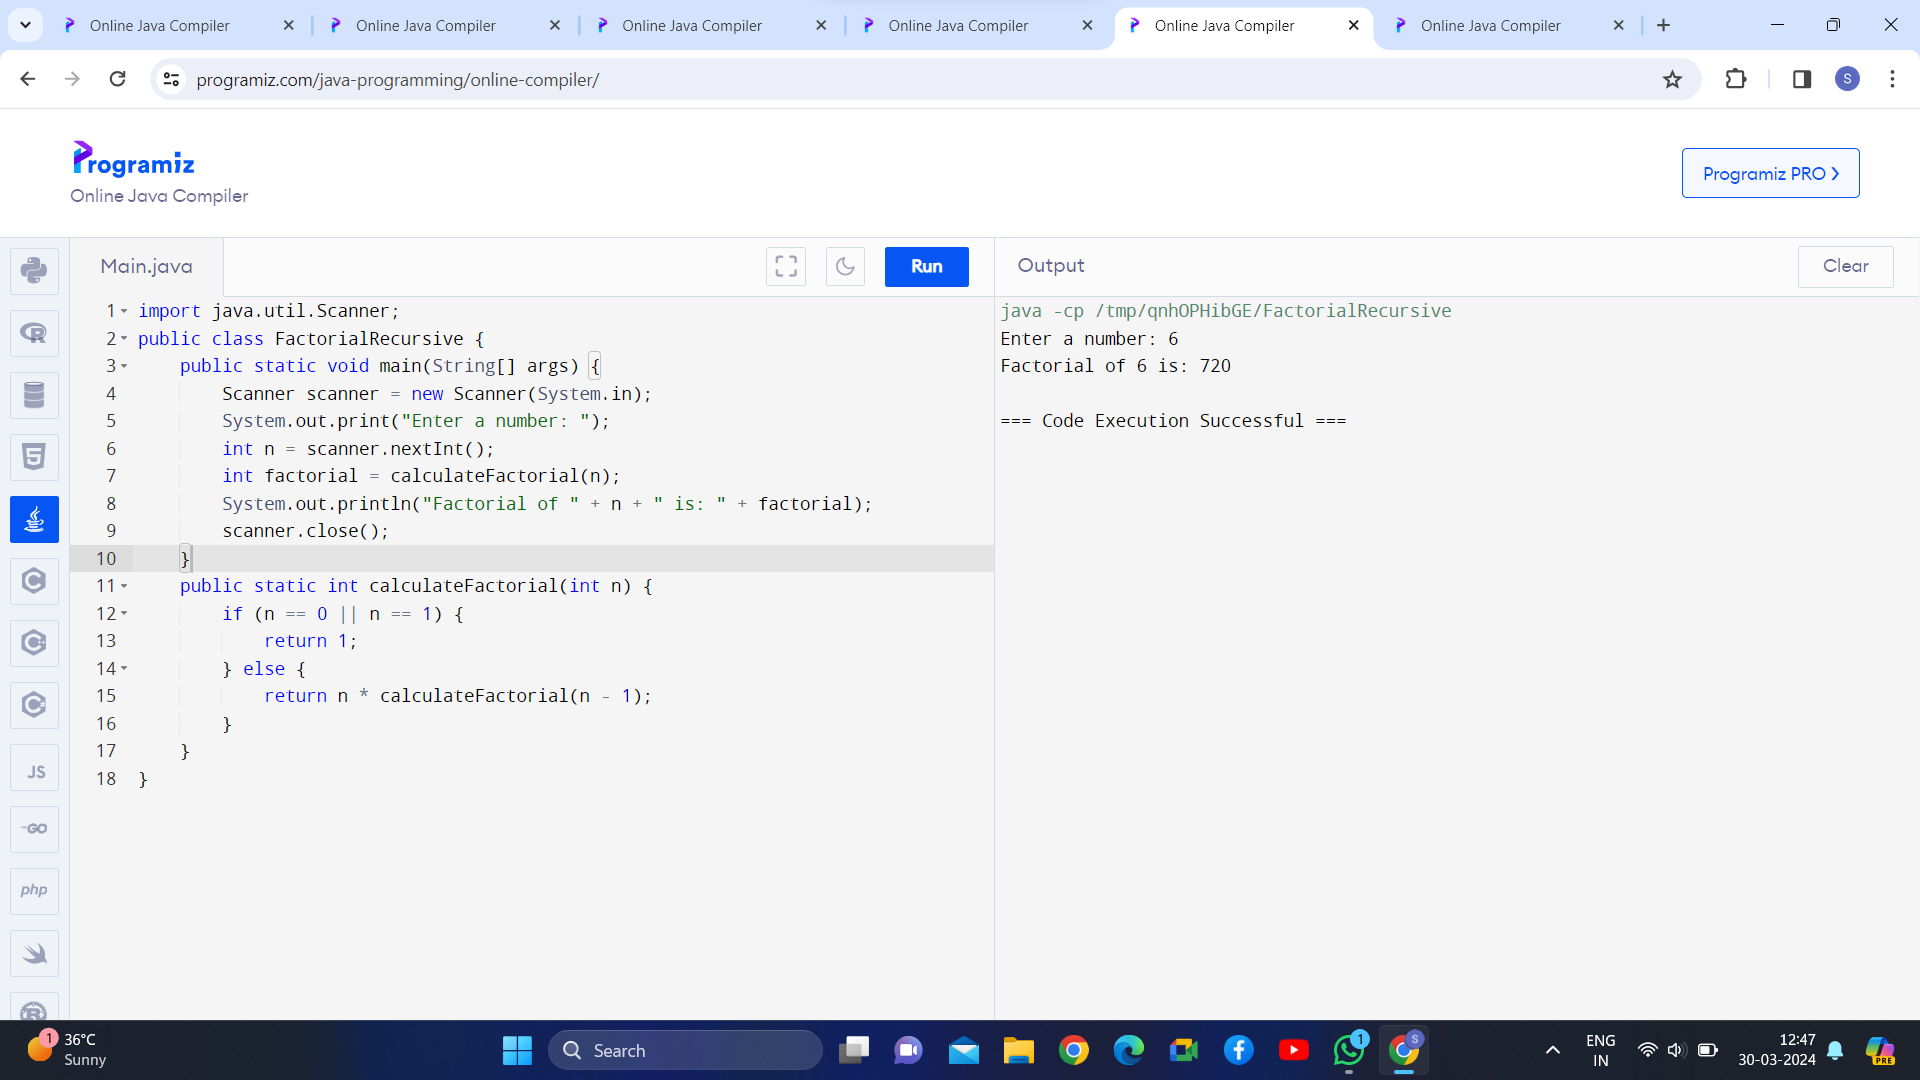 Online Java Compiler
Online Java Compiler
Online Java Compiler
Online Java Compiler
Online Java Compiler
Online Java Compiler
programiz.com/java-programming/online-compiler/
S
Programiz
Online Java Compiler
Programiz PRO
Main.java
Run
Output
Clear
1 import java.util.Scanner;
2 public class FactorialRecursive {
3     public static void main(String[] args) {
4         Scanner scanner = new Scanner(System.in);
5         System.out.print("Enter a number: ");
6         int n = scanner.nextInt();
7         int factorial = calculateFactorial(n);
8         System.out.println("Factorial of " + n + " is: " + factorial);
9         scanner.close();
10     }
11     public static int calculateFactorial(int n) {
12         if (n == 0 || n == 1) {
13             return 1;
14         } else {
15             return n * calculateFactorial(n - 1);
16         }
17     }
18 }
java -cp /tmp/qnhOPHibGE/FactorialRecursive
Enter a number: 6
Factorial of 6 is: 720
=== Code Execution Successful ===
R
5
C
C
C
JS
GO
php
R
1
36°C
Sunny
Search
1
S
ENG
IN
12:47
30-03-2024
PRE